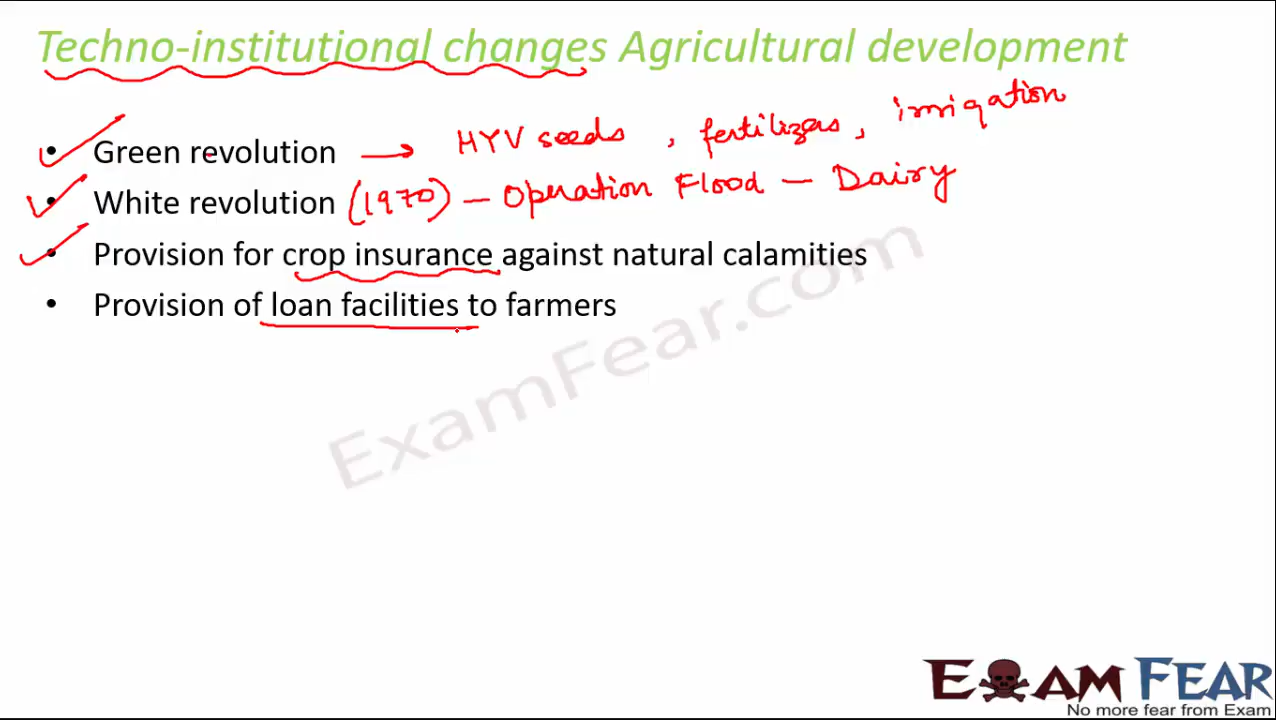 Techno-institutional changes Agricultural development
• Green revolution → HYV seeds , fertilizers , irrigation
• White revolution (1970) – Operation Flood – Dairy
• Provision for crop insurance against natural calamities
• Provision of loan facilities to farmers
ExamFear.com
EXAM FEAR
No more fear from Exam